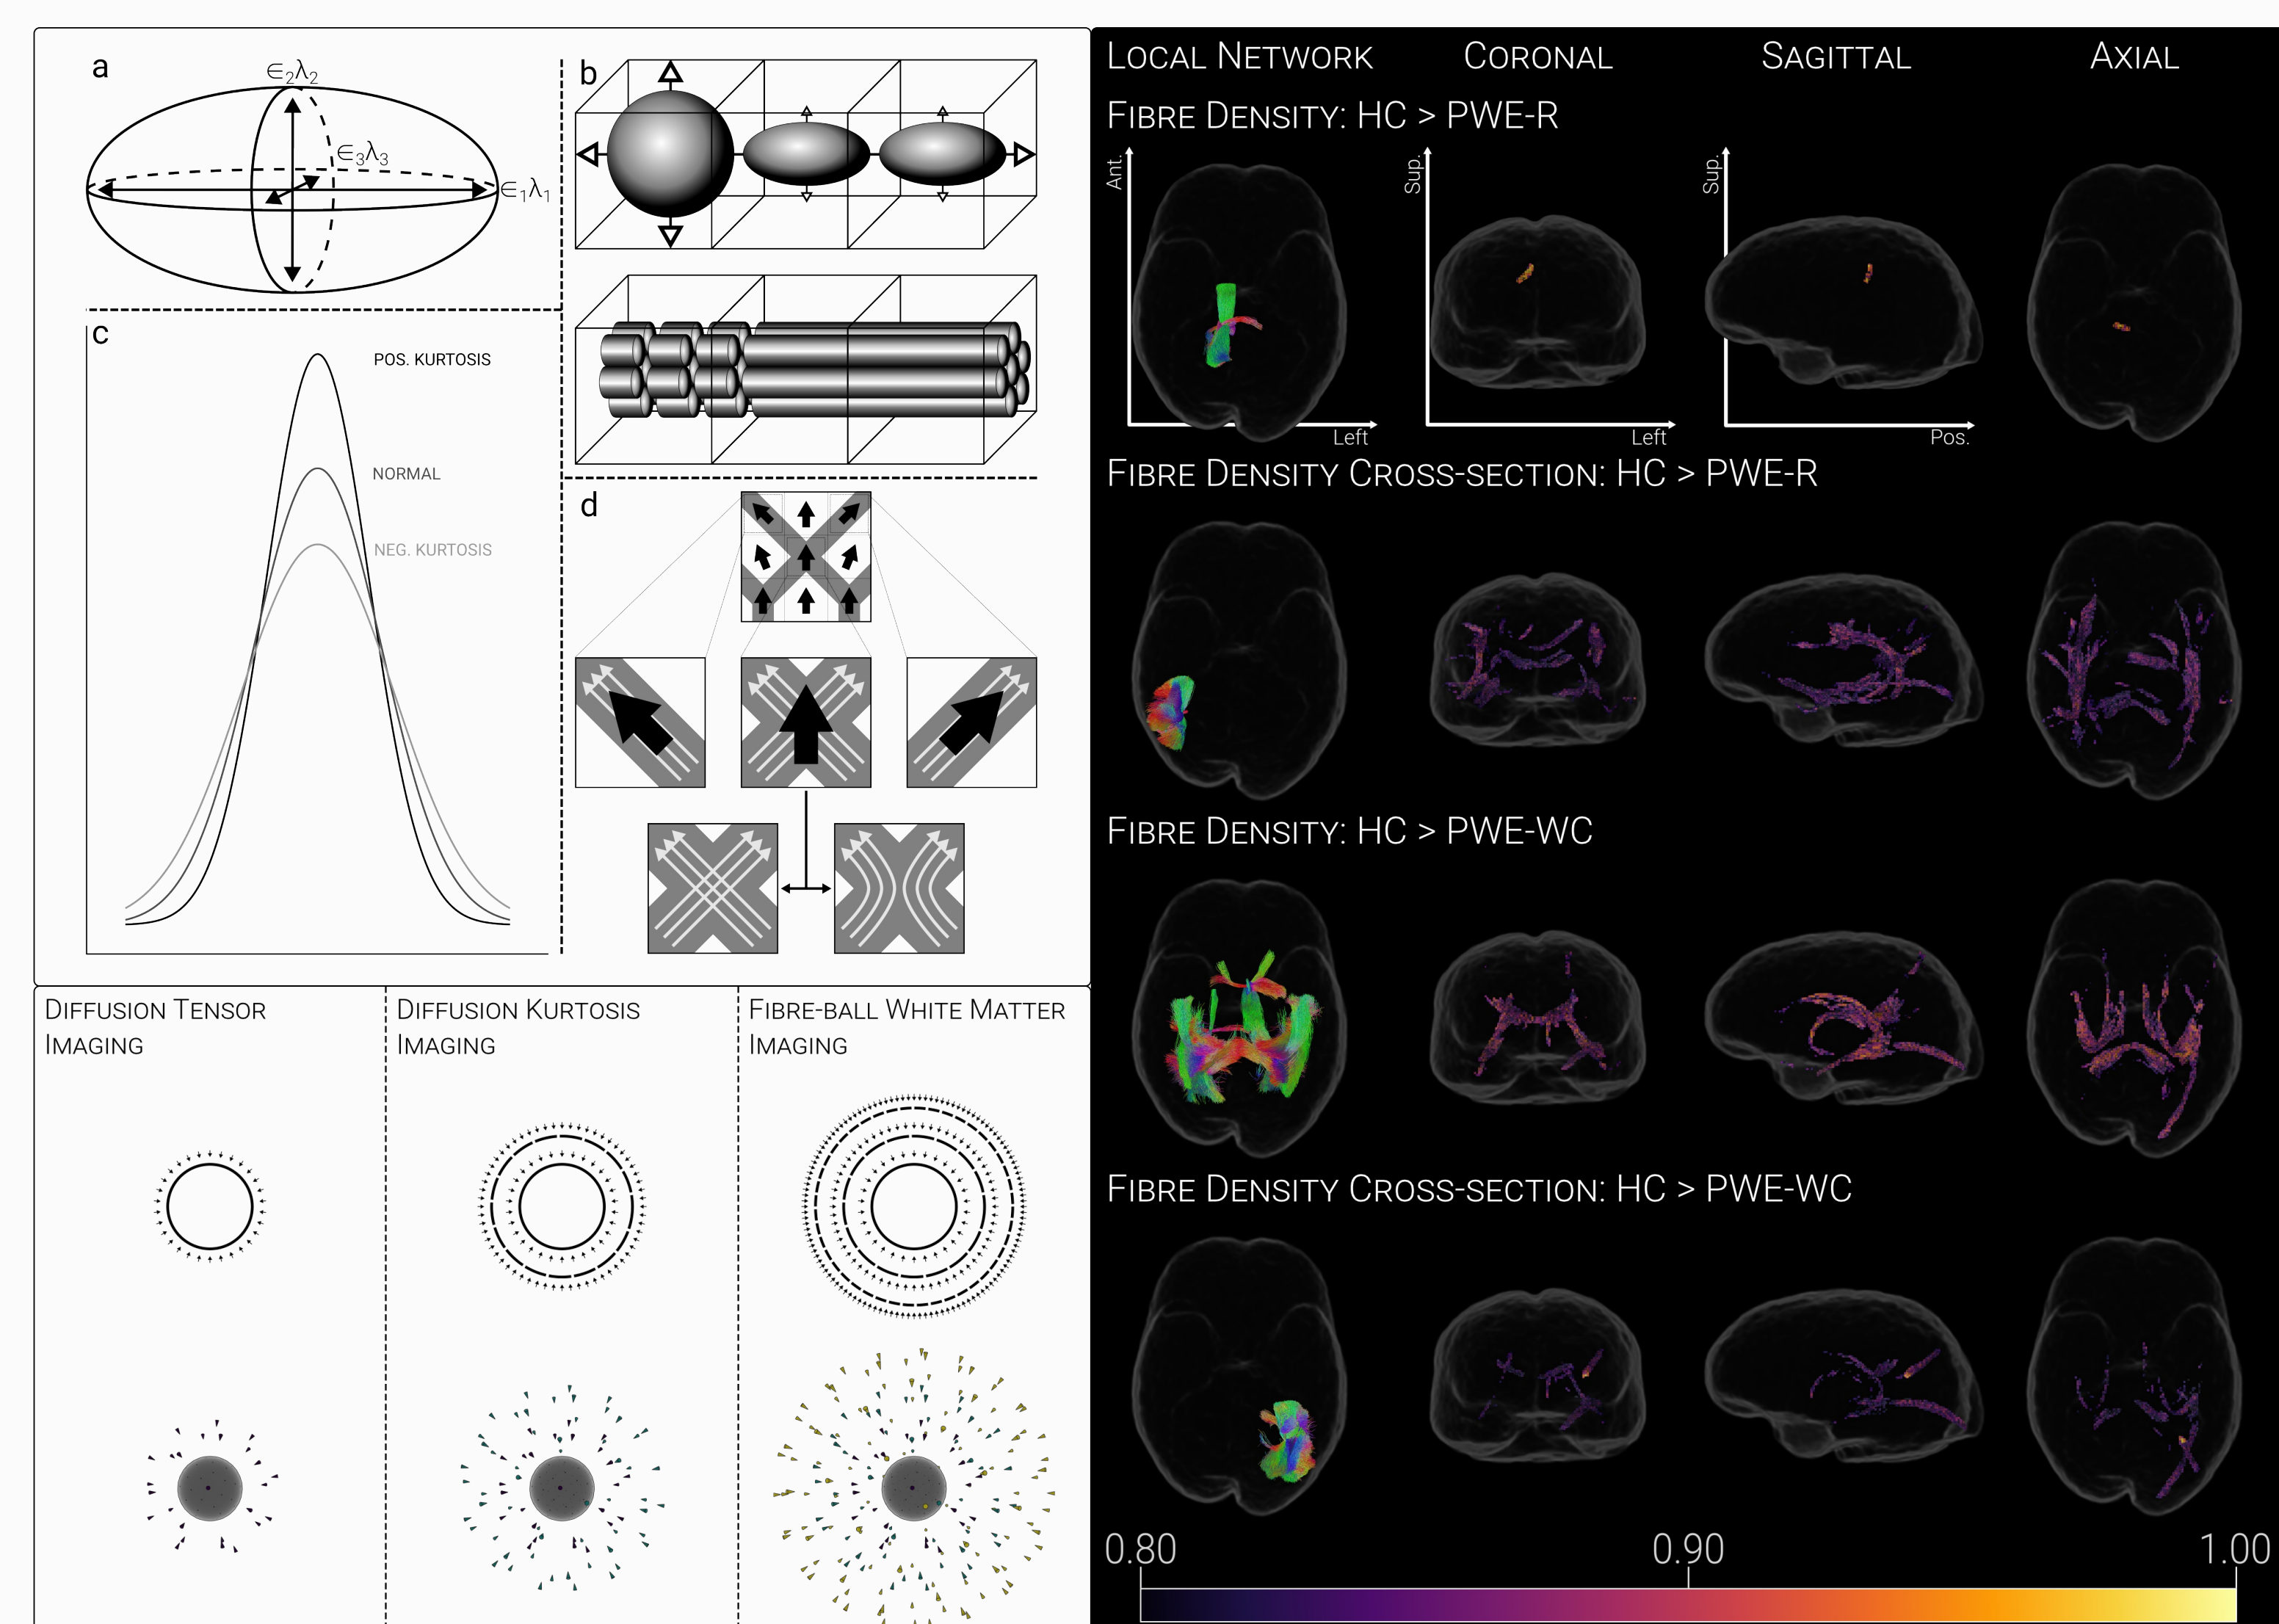 a
∈₂λ₂
∈₃λ₃
∈₁λ₁
b
c
POS. KURTOSIS
NORMAL
NEG. KURTOSIS
d
DIFFUSION TENSOR
IMAGING
DIFFUSION KURTOSIS
IMAGING
FIBRE-BALL WHITE MATTER
IMAGING
LOCAL NETWORK CORONAL SAGITTAL AXIAL
FIBRE DENSITY: HC > PWE-R
Ant. Sup. Sup.
Left Left Pos.
FIBRE DENSITY CROSS-SECTION: HC > PWE-R
FIBRE DENSITY: HC > PWE-WC
FIBRE DENSITY CROSS-SECTION: HC > PWE-WC
0.80 0.90 1.00